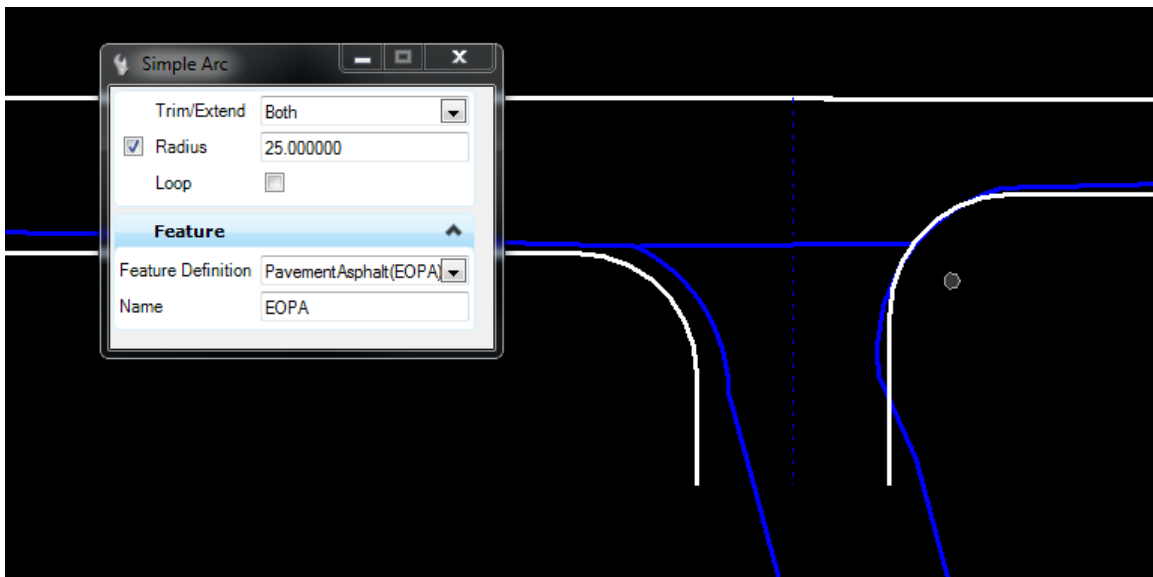 Simple Arc
Trim/Extend Both
Radius 25.000000
Loop
Feature
Feature Definition PavementAsphalt(EOPA)
Name EOPA